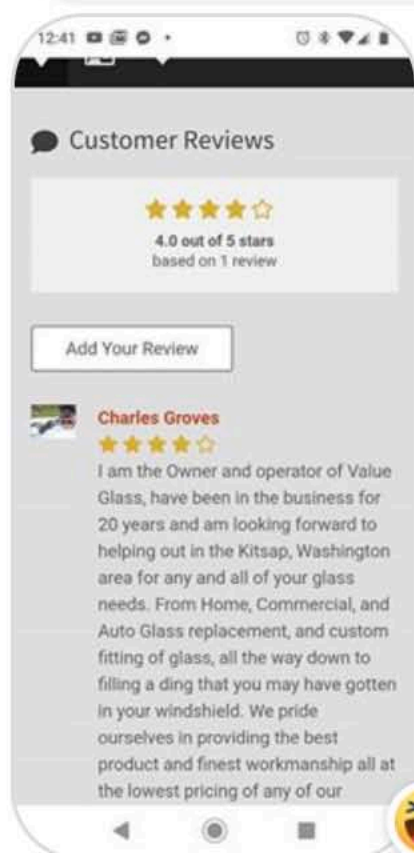 12:41
Customer Reviews
4.0 out of 5 stars
based on 1 review
Add Your Review
Charles Groves
I am the Owner and operator of Value
Glass, have been in the business for
20 years and am looking forward to
helping out in the Kitsap, Washington
area for any and all of your glass
needs. From Home, Commercial, and
Auto Glass replacement, and custom
fitting of glass, all the way down to
filling a ding that you may have gotten
in your windshield. We pride
ourselves in providing the best
product and finest workmanship all at
the lowest pricing of any of our